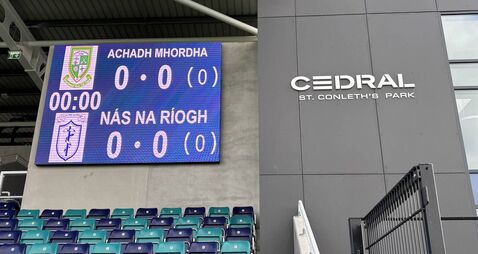 ACHADH MHORDHA
0 · 0 (0)
00:00
NÁS NA RÍOGH
0 · 0 (0)
CEDRAL
ST. CONLETH'S PARK